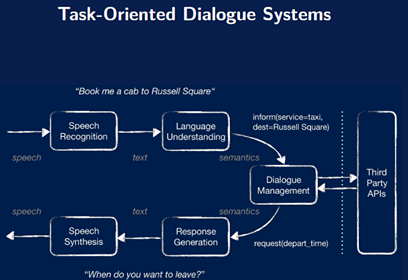 Task-Oriented Dialogue Systems
"Book me a cab to Russell Square"
Speech
Recognition
Language
Understanding
inform(service=taxi,
dest=Russell Square)
speech
text
semantics
Dialogue
Management
Third
Party
APIs
speech
text
semantics
Speech
Synthesis
Response
Generation
request(depart_time)
"When do you want to leave?"